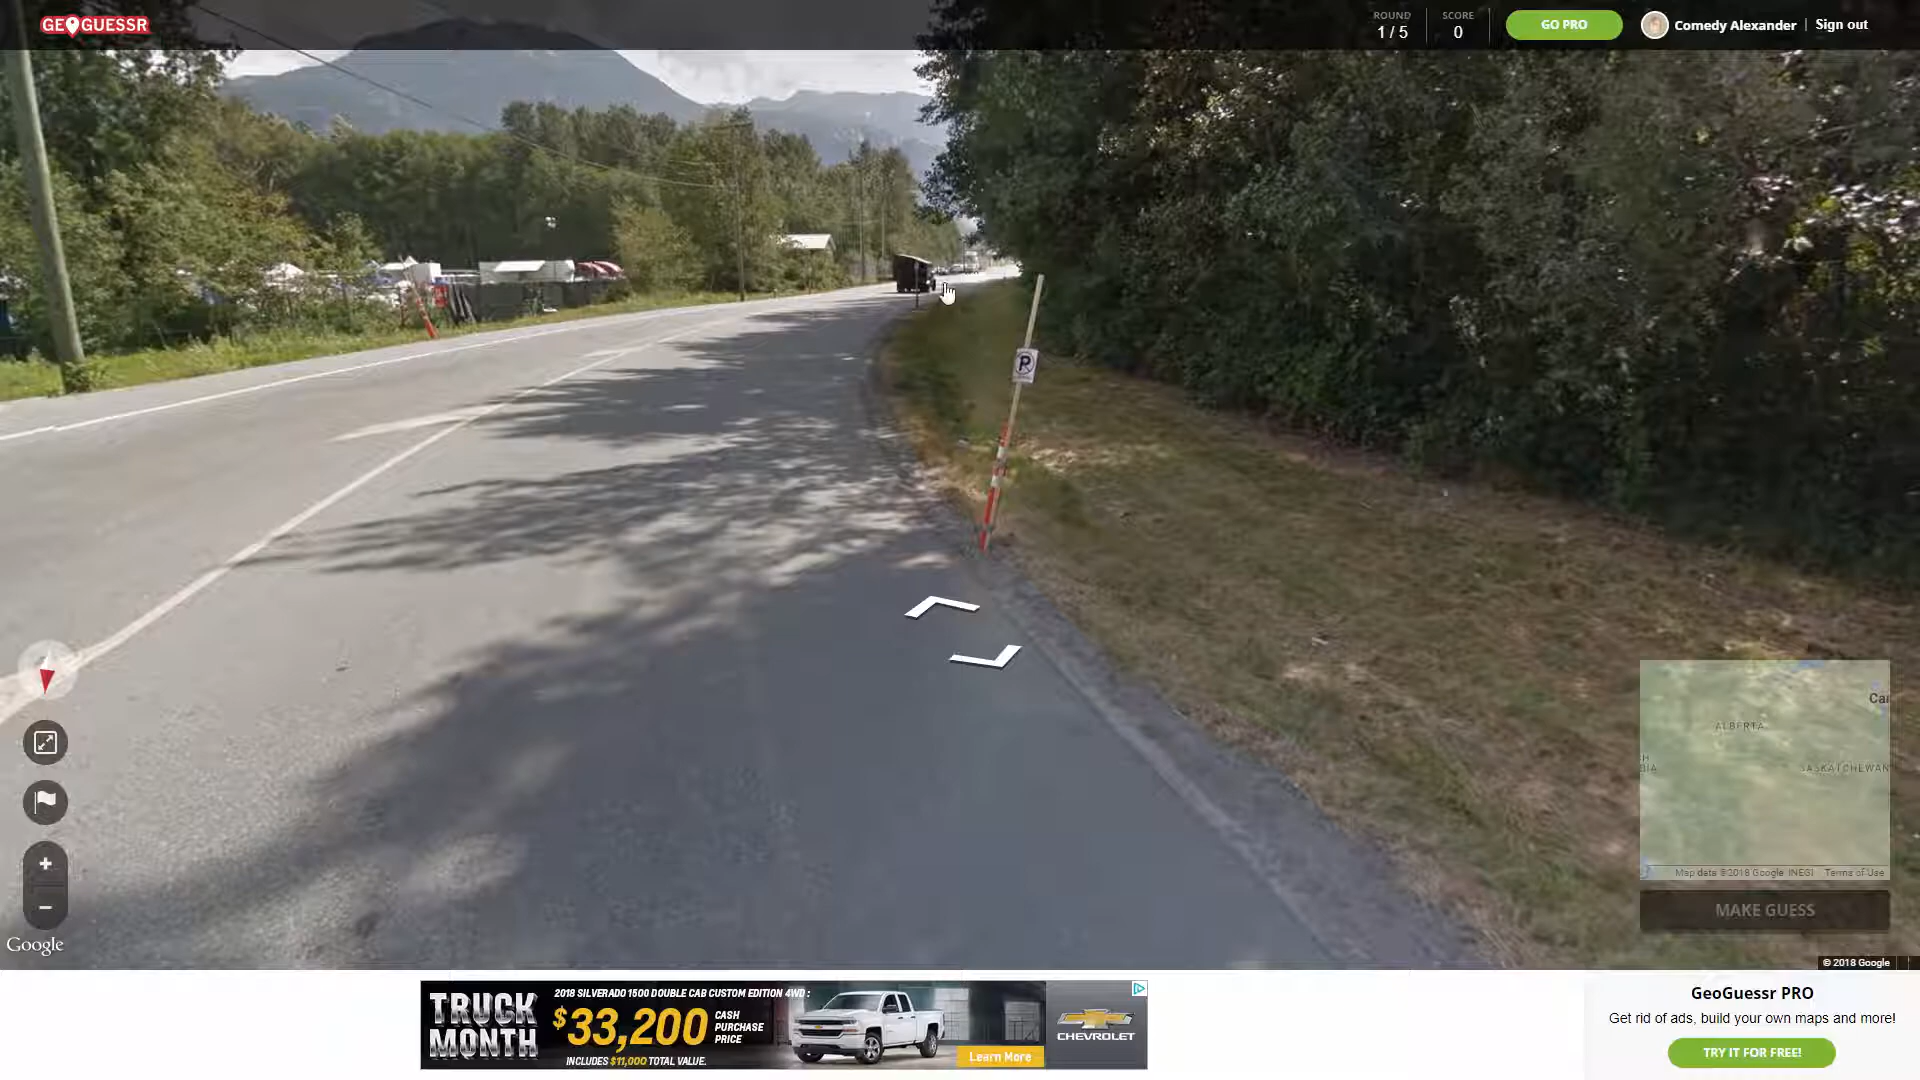 GEOGUESSR
ROUND
1 / 5
SCORE
0
GO PRO
Comedy Alexander
Sign out
P
Ca
ALBERTA
SASKATCHEWAN
Map data ©2018 Google, INEGI
Terms of Use
MAKE GUESS
Google
© 2018 Google
TRUCK
MONTH
2018 SILVERADO 1500 DOUBLE CAB CUSTOM EDITION 4WD :
$33,200
CASH
PURCHASE
PRICE
INCLUDES $11,000 TOTAL VALUE.
Learn More
CHEVROLET
GeoGuessr PRO
Get rid of ads, build your own maps and more!
TRY IT FOR FREE!